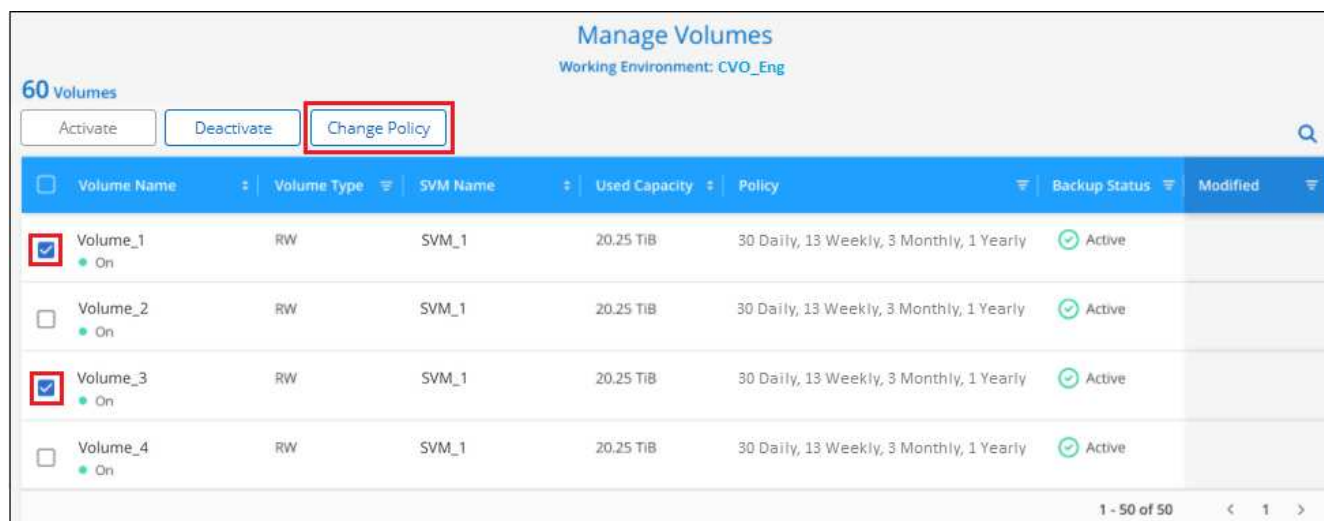 Manage Volumes
Working Environment: CVO_Eng
60 Volumes
Activate Deactivate Change Policy
Volume Name Volume Type SVM Name Used Capacity Policy Backup Status Modified
Volume_1 RW SVM_1 20.25 TiB 30 Daily, 13 Weekly, 3 Monthly, 1 Yearly Active
On
Volume_2 RW SVM_1 20.25 TiB 30 Daily, 13 Weekly, 3 Monthly, 1 Yearly Active
On
Volume_3 RW SVM_1 20.25 TiB 30 Daily, 13 Weekly, 3 Monthly, 1 Yearly Active
On
Volume_4 RW SVM_1 20.25 TiB 30 Daily, 13 Weekly, 3 Monthly, 1 Yearly Active
On
1 - 50 of 50 < 1 >